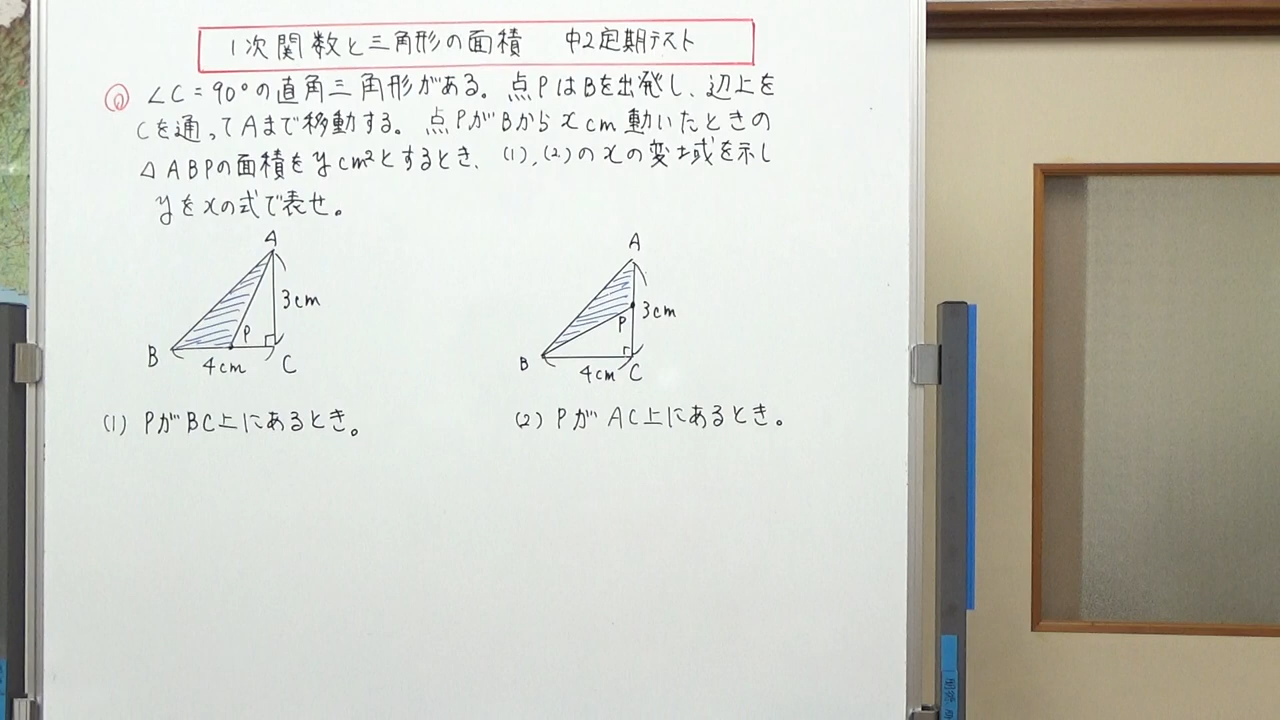 1次関数と三角形の面積　中2定期テスト
Q ∠C=90°の直角三角形がある。点PはBを出発し、辺上を
Cを通ってAまで移動する。点PがBからxcm動いたときの
△ABPの面積をycm²とするとき、(1),(2)のxの変域を示し
yをxの式で表せ。
A
3cm
P
B
4cm
C
A
3cm
P
B
4cm
C
(1) PがBC上にあるとき。
(2) PがAC上にあるとき。